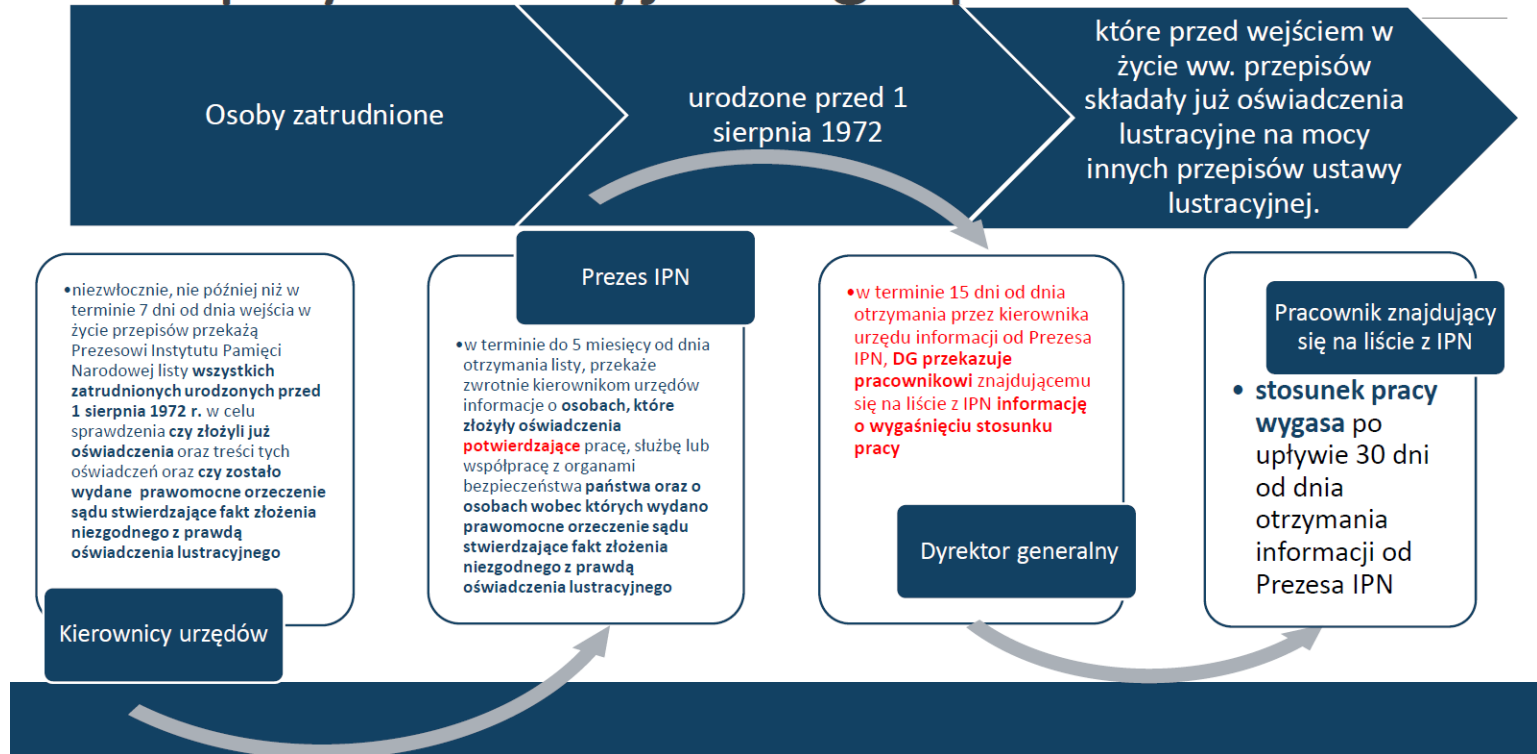 Osoby zatrudnione
urodzone przed 1
sierpnia 1972
które przed wejściem w
życie ww. przepisów
składały już oświadczenia
lustracyjne na mocy
innych przepisów ustawy
lustracyjnej.
•niezwłocznie, nie później niż w
terminie 7 dni od dnia wejścia w
życie przepisów przekażą
Prezesowi Instytutu Pamięci
Narodowej listy wszystkich
zatrudnionych urodzonych przed
1 sierpnia 1972 r. w celu
sprawdzenia czy złożyli już
oświadczenia oraz treści tych
oświadczeń oraz czy zostało
wydane prawomocne orzeczenie
sądu stwierdzające fakt złożenia
niezgodnego z prawdą
oświadczenia lustracyjnego
Kierownicy urzędów
Prezes IPN
•w terminie do 5 miesięcy od dnia
otrzymania listy, przekaże
zwrotnie kierownikom urzędów
informacje o osobach, które
złożyły oświadczenia
potwierdzające pracę, służbę lub
współpracę z organami
bezpieczeństwa państwa oraz o
osobach wobec których wydano
prawomocne orzeczenie sądu
stwierdzające fakt złożenia
niezgodnego z prawdą
oświadczenia lustracyjnego
•w terminie 15 dni od dnia
otrzymania przez kierownika
urzędu informacji od Prezesa
IPN, DG przekazuje
pracownikowi znajdującemu
się na liście z IPN informację
o wygaśnięciu stosunku
pracy
Dyrektor generalny
Pracownik znajdujący
się na liście z IPN
• stosunek pracy
wygasa po
upływie 30 dni
od dnia
otrzymania
informacji od
Prezesa IPN